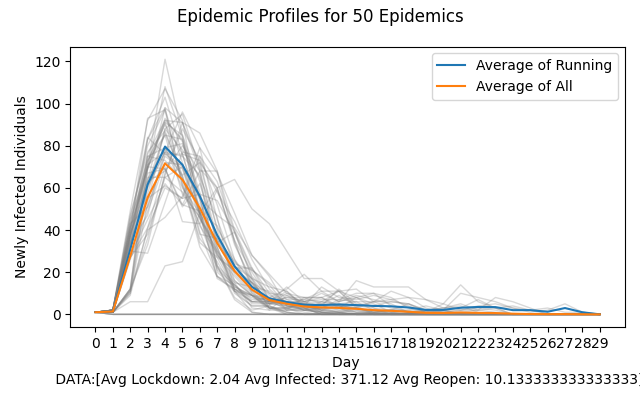 Epidemic Profiles for 50 Epidemics
Average of Running
Average of All
120
100
80
60
40
20
0
Newly Infected Individuals
0 1 2 3 4 5 6 7 8 9 10 11 12 13 14 15 16 17 18 19 20 21 22 23 24 25 26 27 28 29
Day
DATA:[Avg Lockdown: 2.04 Avg Infected: 371.12 Avg Reopen: 10.133333333333333]